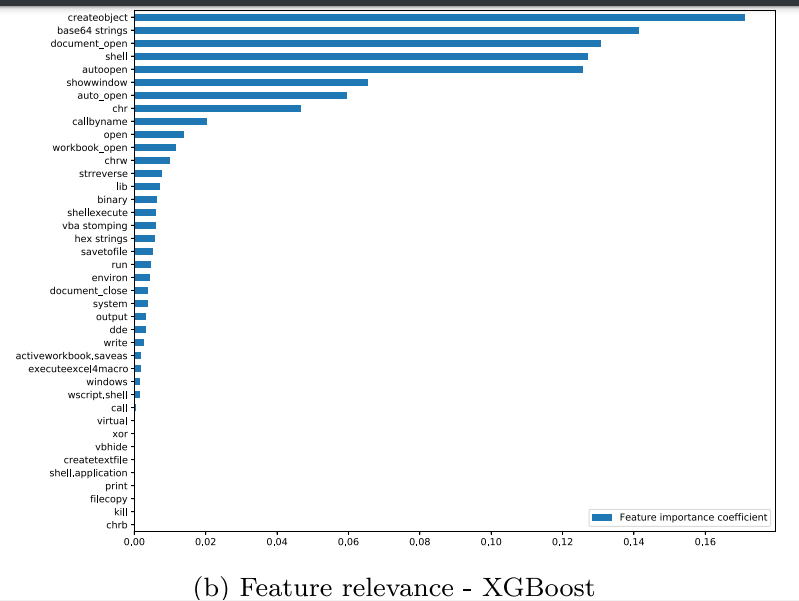 createobject
base64 strings
document_open
shell
autoopen
showwindow
auto_open
chr
callbyname
open
workbook_open
chrw
strreverse
lib
binary
shellexecute
vba stomping
hex strings
savetofile
run
environ
document_close
system
output
dde
write
activeworkbook.saveas
executeexcel4macro
windows
wscript.shell
call
virtual
xor
vbhide
createtextfile
shell.application
print
filecopy
kill
chrb
Feature importance coefficient
0,00 0,02 0,04 0,06 0,08 0,10 0,12 0,14 0,16
(b) Feature relevance - XGBoost